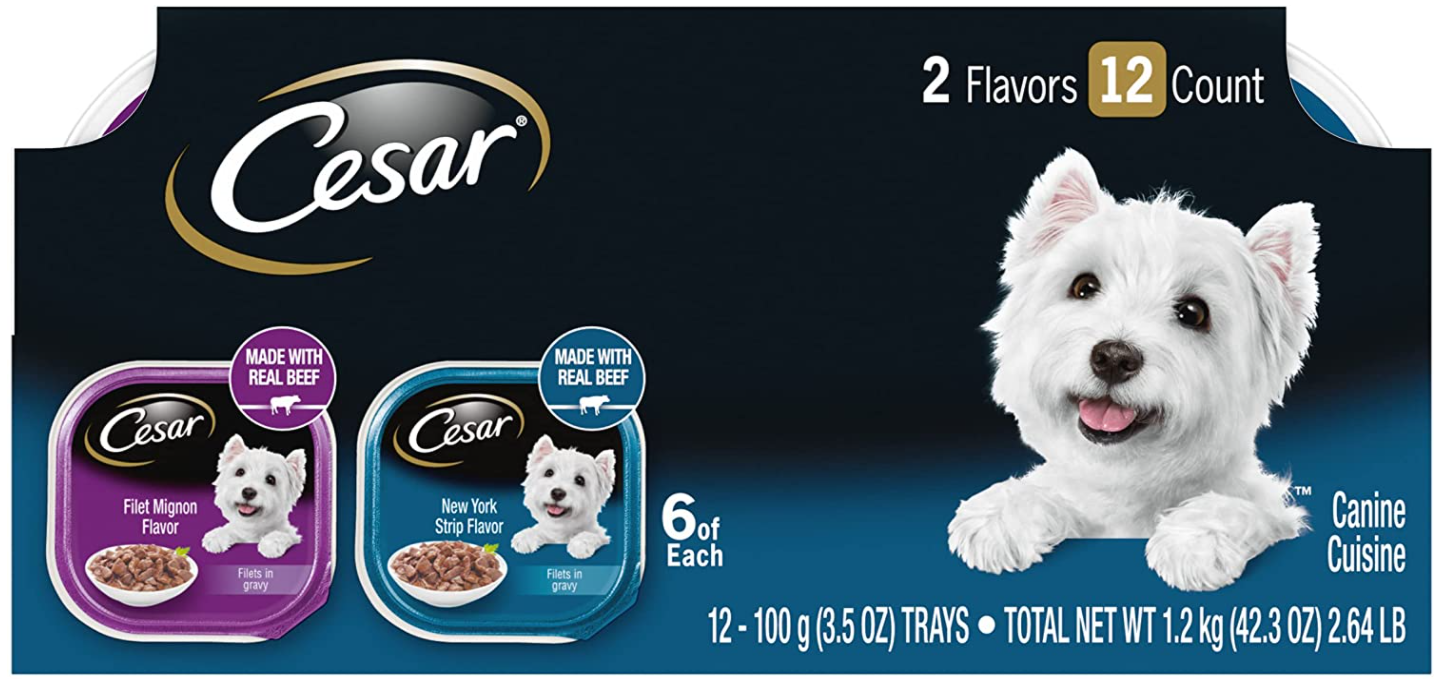 Cesar®
2 Flavors 12 Count
MADE WITH
REAL BEEF
Cesar
Filet Mignon
Flavor
Filets in
gravy
MADE WITH
REAL BEEF
Cesar
New York
Strip Flavor
Filets in
gravy
6 of
Each
™
Canine
Cuisine
12 - 100 g (3.5 OZ) TRAYS • TOTAL NET WT 1.2 kg (42.3 OZ) 2.64 LB